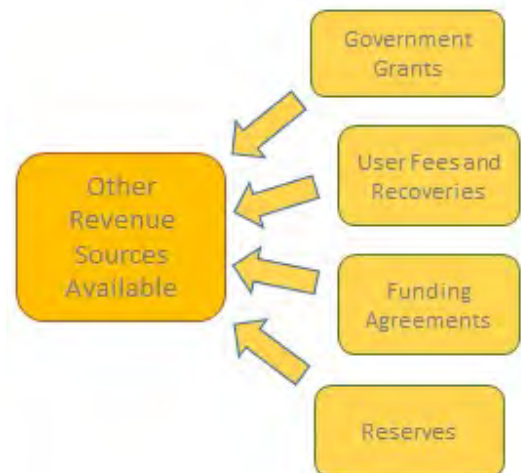 Government
Grants
User Fees and
Recoveries
Other
Revenue
Sources
Available
Funding
Agreements
Reserves